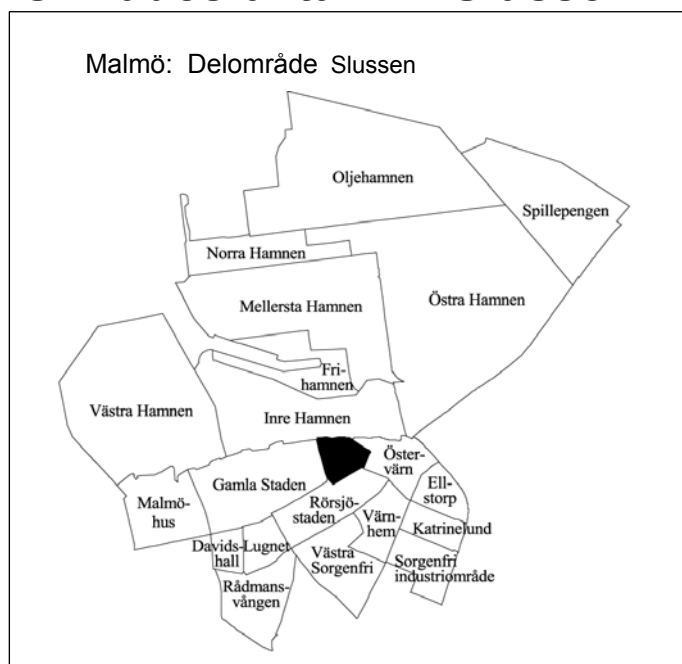 Malmö: Delområde Slussen
Oljehamnen
Spillepengen
Norra Hamnen
Mellersta Hamnen
Östra Hamnen
Fri-
hamnen
Västra Hamnen
Inre Hamnen
Öster-
värn
Gamla Staden
Ell-
storp
Malmö-
hus
Rörsjö-
staden
Värn-
hem
Katrinelund
Davids-
hall
Lugnet
Västra
Sorgenfri
Sorgenfri
industriområde
Rådmans-
vången